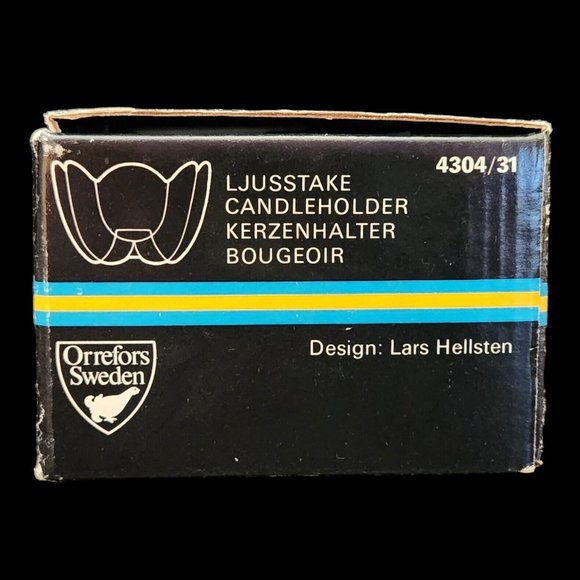 4304/31
LJUSSTAKE
CANDLEHOLDER
KERZENHALTER
BOUGEOIR
Design: Lars Hellsten
Orrefors
Sweden